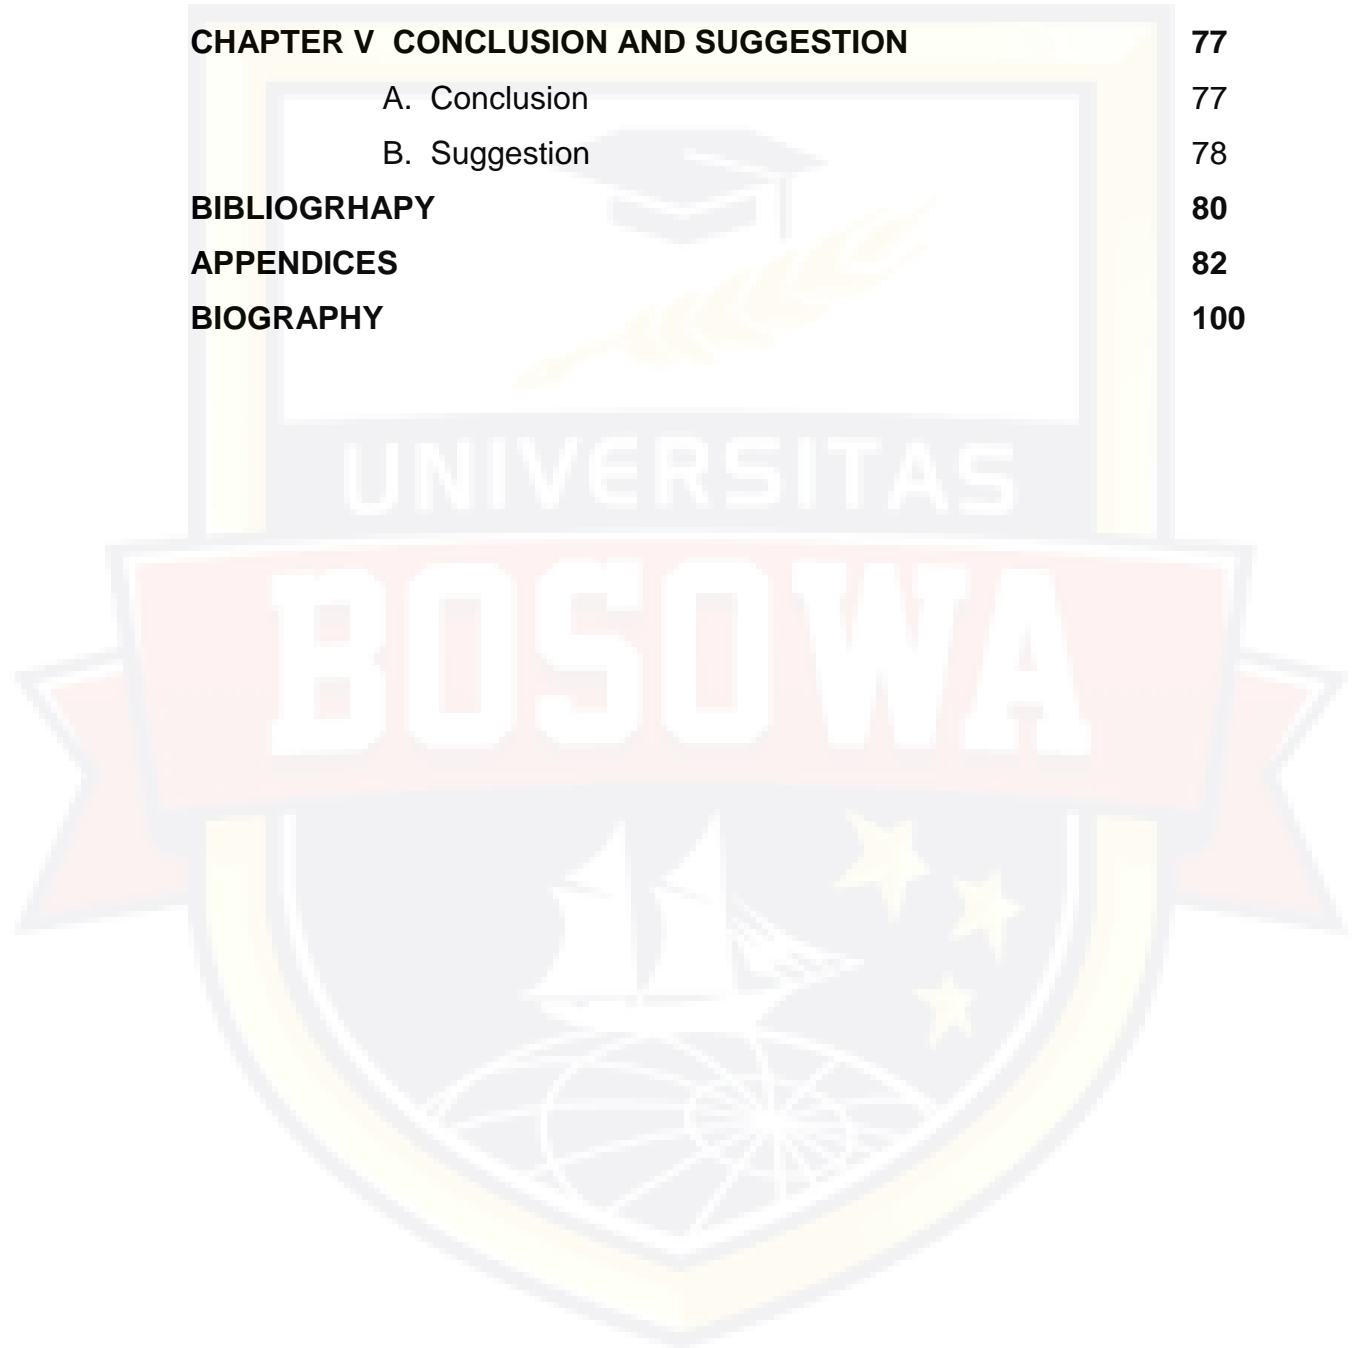 CHAPTER V CONCLUSION AND SUGGESTION 77
A. Conclusion 77
B. Suggestion 78
BIBLIOGRHAPY 80
APPENDICES 82
BIOGRAPHY 100
UNIVERSITAS
BOSOWA